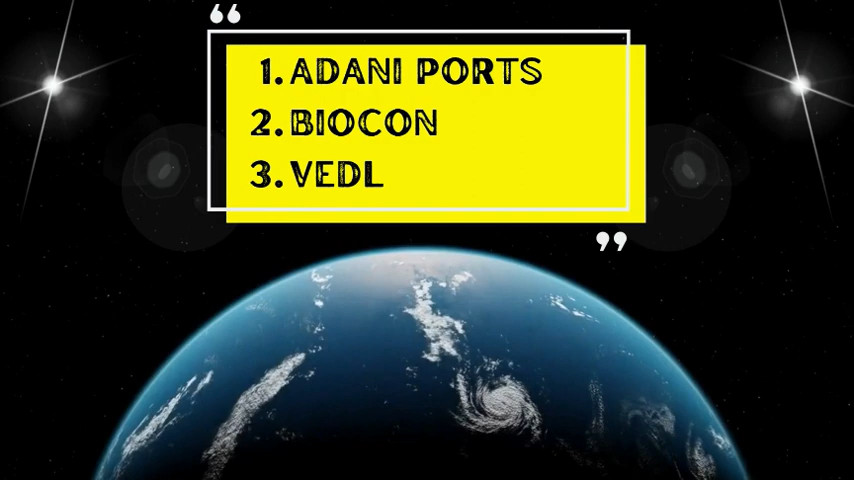 “
1. ADANI PORTS
2. BIOCON
3. VEDL
”